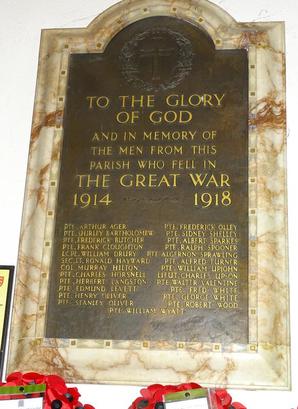 TO THE GLORY
OF GOD
AND IN MEMORY OF
THE MEN FROM THIS
PARISH WHO FELL IN
THE GREAT WAR
1914 1918
PTE. ARTHUR AGER PTE. FREDERICK OLLEY
PTE. SHIRLEY BARTHOLOMEW PTE. SIDNEY SHELLEY
PTE. FREDERICK BUTCHER PTE. ALBERT SPARKES
PTE. FRANK CLOUGHTON PTE. RALPH SPOONER
L.CPL. WILLIAM DRURY PTE. ALGERNON SPRAWLING
SEC.LT. RONALD HAYWARD PTE. ALFRED TURNER
COL. MURRAY HILTON PTE. WILLIAM UPJOHN
PTE. CHARLES HORSNELL LIEUT. CHARLES UPSON
PTE. HERBERT LANGSTON PTE. WALTER VALENTINE
PTE. EDMUND LEVETT PTE. FRED WHITE
PTE. HENRY OLIVER PTE. GEORGE WHITE
PTE. STANLEY OLIVER PTE. ROBERT WOOD
PTE. WILLIAM WYATT